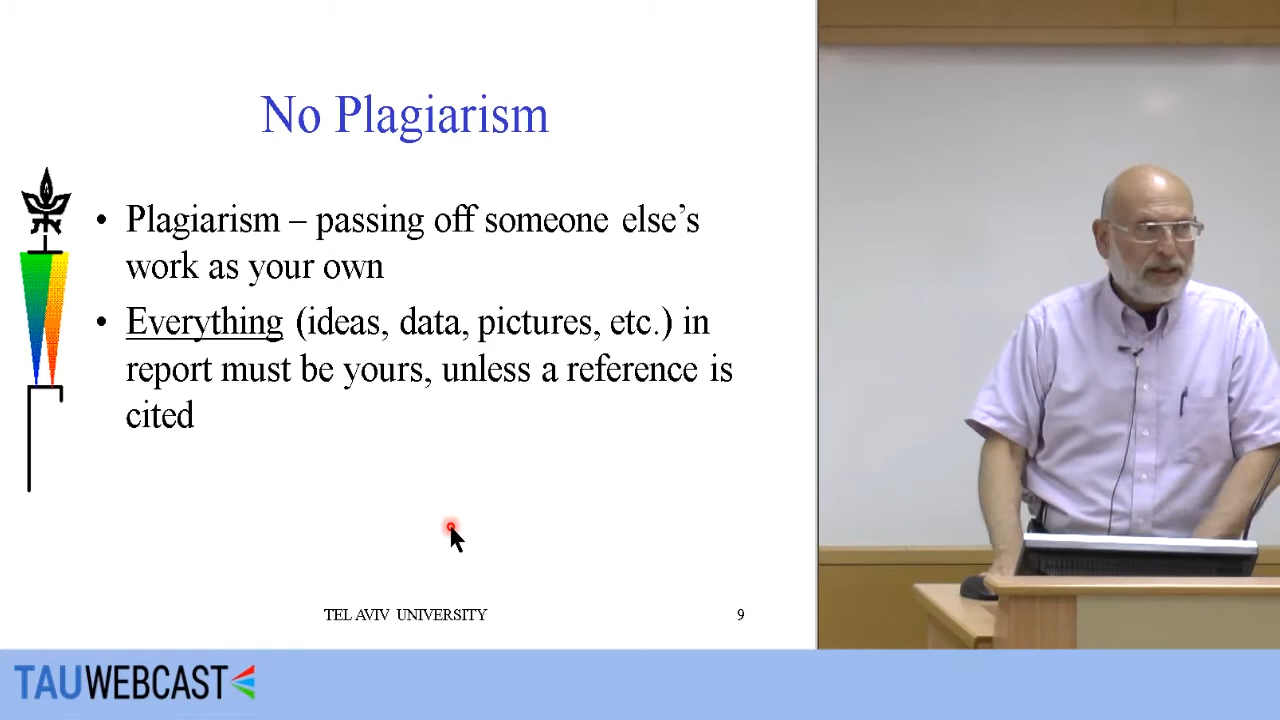 No Plagiarism
• Plagiarism – passing off someone else’s
work as your own
• Everything (ideas, data, pictures, etc.) in
report must be yours, unless a reference is
cited
TEL AVIV UNIVERSITY
9
TAUWEBCAST